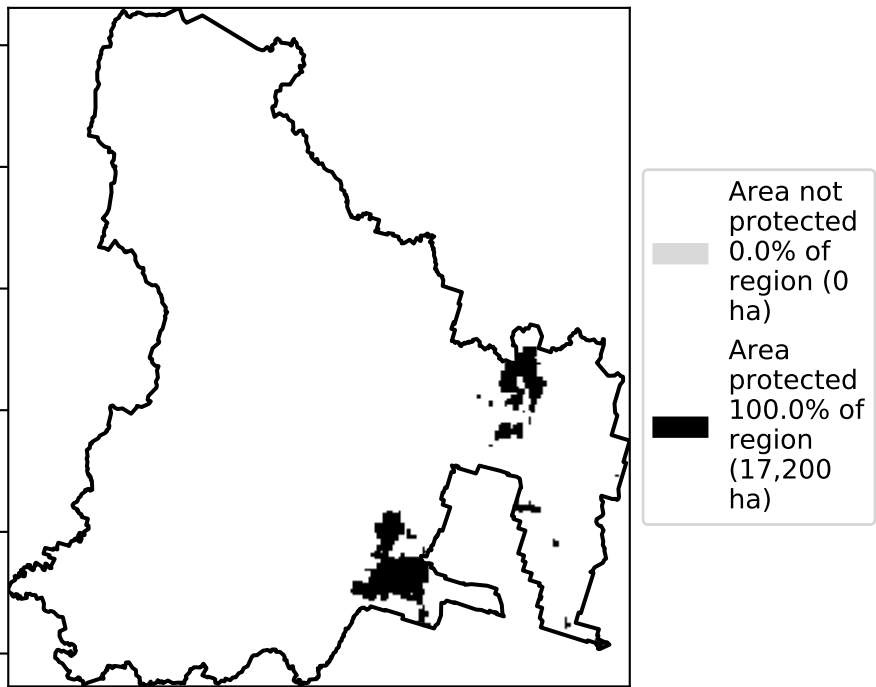 Area not
protected
0.0% of
region (0
ha)
Area
protected
100.0% of
region
(17,200
ha)